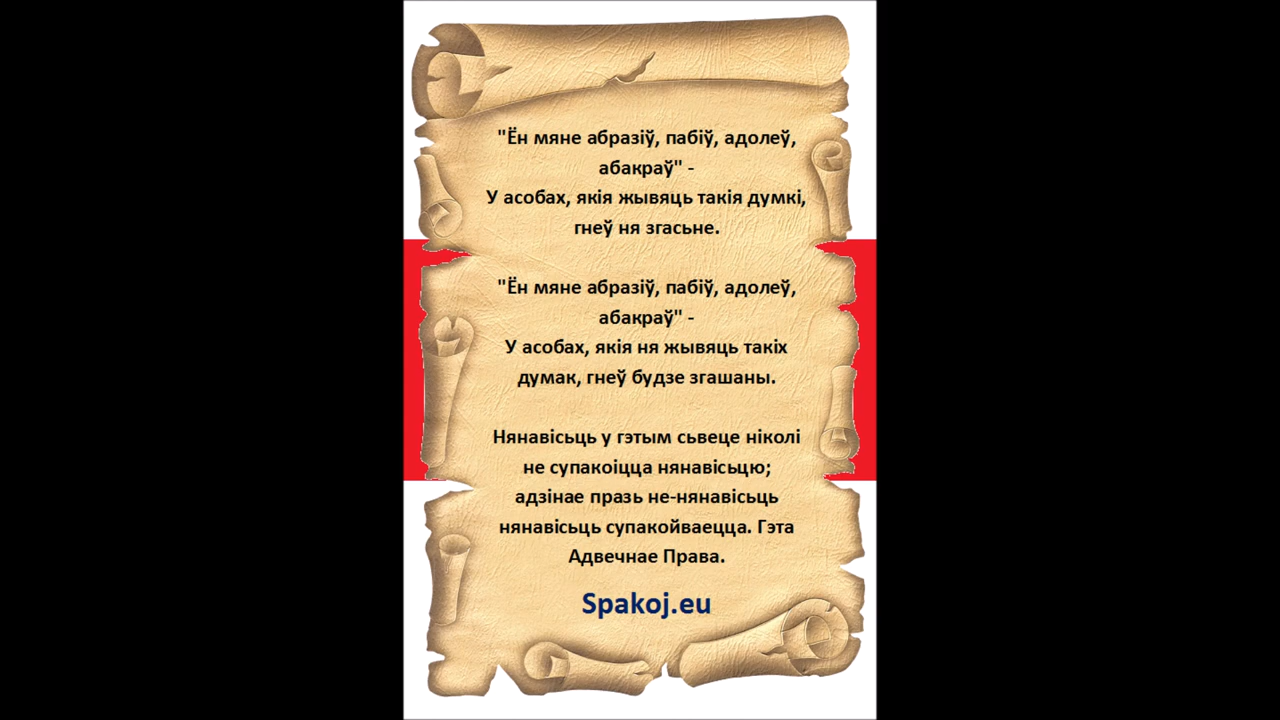 "Ён мяне абразіў, пабіў, адолеў,
абакраў" -
У асобах, якія жывяць такія думкі,
гнеў ня згасьне.
"Ён мяне абразіў, пабіў, адолеў,
абакраў" -
У асобах, якія ня жывяць такіх
думак, гнеў будзе згашаны.
Нянавісьць у гэтым сьвеце ніколі
не супакоіцца нянавісьцю;
адзінае празь не-нянавісьць
нянавісьць супакойваецца. Гэта
Адвечнае Права.
Spakoj.eu